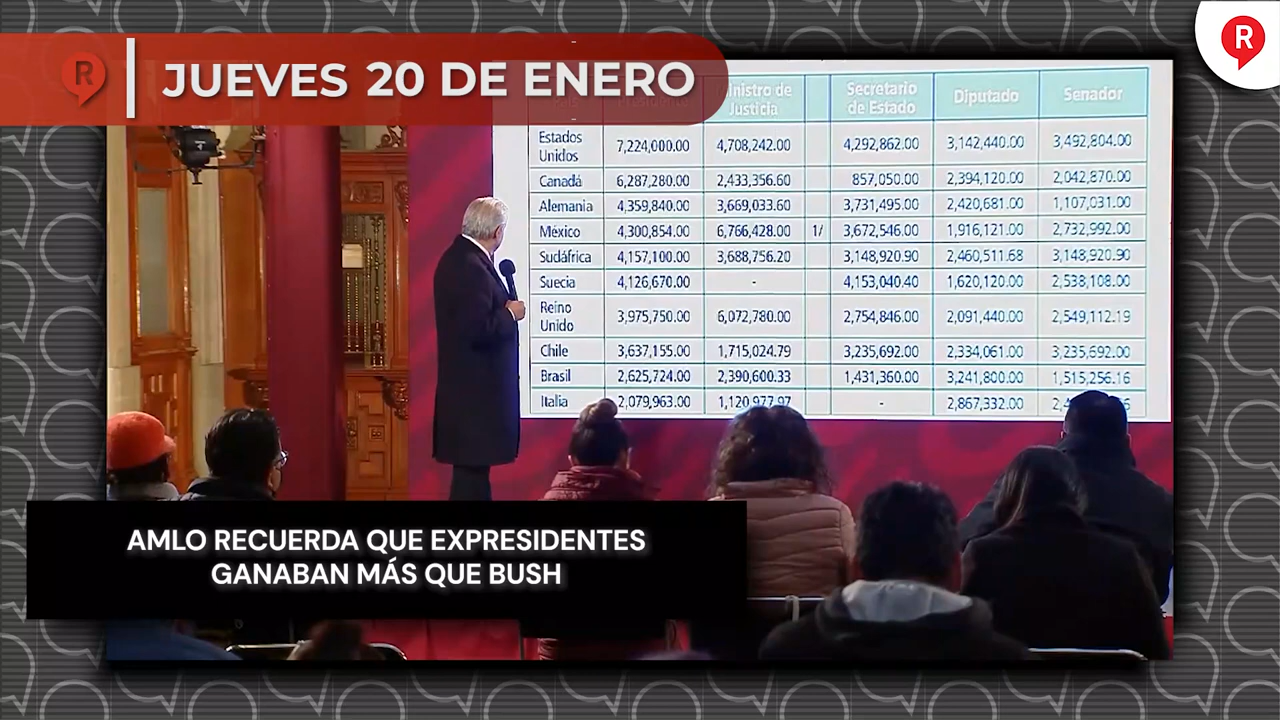 R
R JUEVES 20 DE ENERO
Ministro de Justicia Secretario de Estado Diputado Senador
Estados Unidos 7,224,000.00 4,708,242.00 4,292,862.00 3,142,440.00 3,492,804.00
Canadá 6,287,280.00 2,433,356.60 857,050.00 2,394,120.00 2,042,870.00
Alemania 4,359,840.00 3,669,033.60 3,731,495.00 2,420,681.00 1,107,031.00
México 4,300,854.00 6,766,428.00 1/ 3,672,546.00 1,916,121.00 2,732,992.00
Sudáfrica 4,157,100.00 3,688,756.20 3,148,920.90 2,460,511.68 3,148,920.90
Suecia 4,126,670.00 - 4,153,040.40 1,620,120.00 2,538,108.00
Reino Unido 3,975,750.00 6,072,780.00 2,754,846.00 2,091,440.00 2,549,112.19
Chile 3,637,155.00 1,715,024.79 3,235,692.00 2,334,061.00 3,235,692.00
Brasil 2,625,724.00 2,390,600.33 1,431,360.00 3,241,800.00 1,515,256.16
Italia 2,079,963.00 1,120,977.97 - 2,867,332.00
AMLO RECUERDA QUE EXPRESIDENTES
GANABAN MÁS QUE BUSH